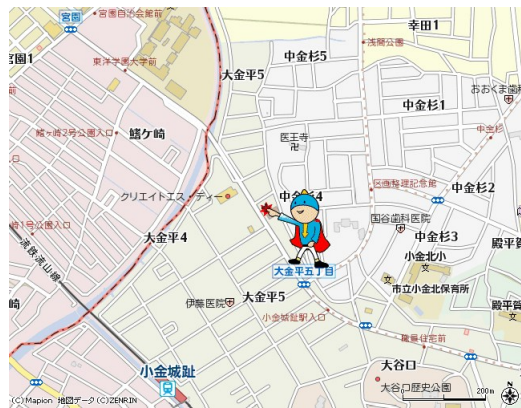 宮園自治会館前
宮園
幸田1
浅間公園
中金杉5
宮園1
東洋学園大学前
大金平5
おおくま歯科
中金杉1
鰭ヶ崎2号公園入口
鰭ケ崎
医王寺
中金杉
区画整理記念館
中金杉2
クリエイトエス・ディー
中金杉4
崎1号公園入口
国谷歯科医院
大金平4
中金杉3
殿平賀
流鉄流山線
小金北小
大金平五丁目
市立小金北保育所
崎
大金平5
伊藤医院
殿平賀
小金城趾駅入口
小金城趾
大谷口
大谷口歴史公園
200m
(C)Mapion 地図データ(C)ZENRIN